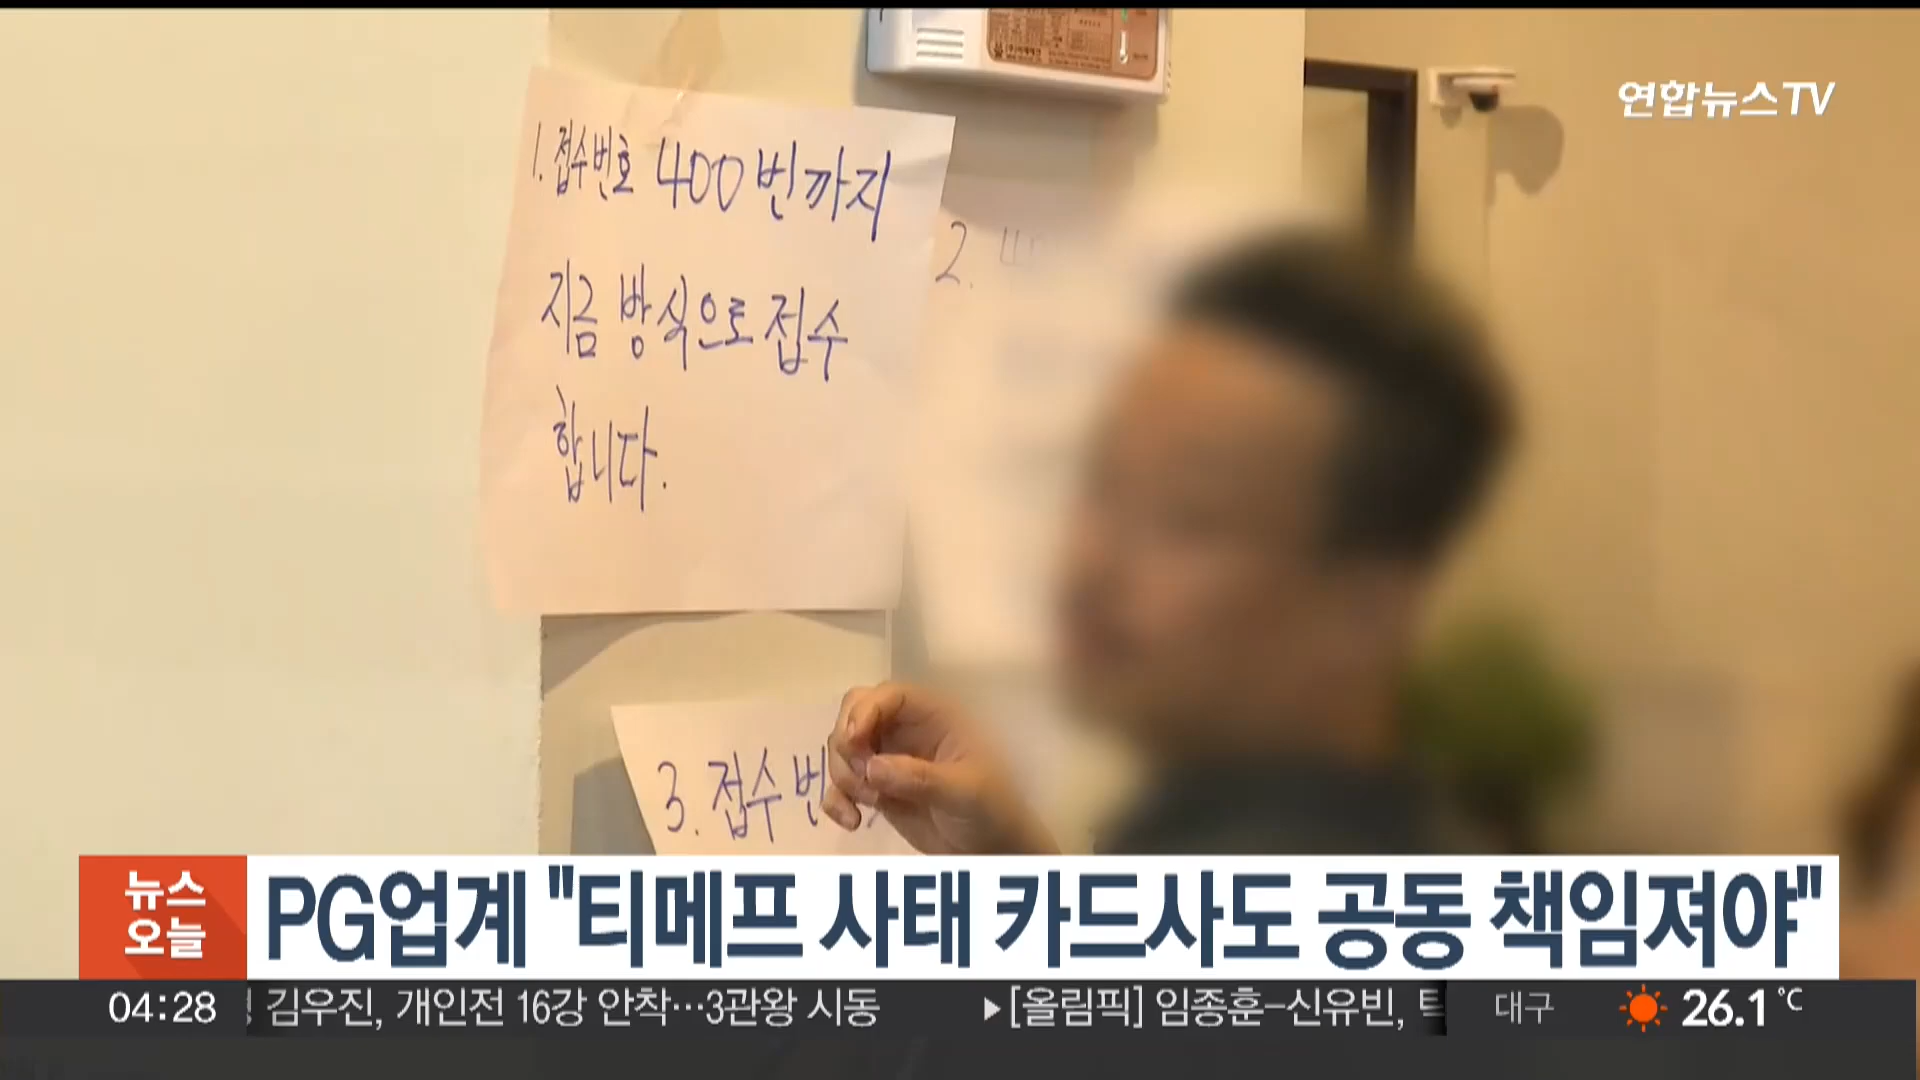 연합뉴스TV
1. 접수번호 400번까지
지금 방식으로 접수
합니다.
2.
3. 접수번
뉴스
오늘
PG업계 "티메프 사태 카드사도 공동 책임져야"
04:28
김우진, 개인전 16강 안착…3관왕 시동
▶[올림픽] 임종훈-신유빈,
대구
26.1℃